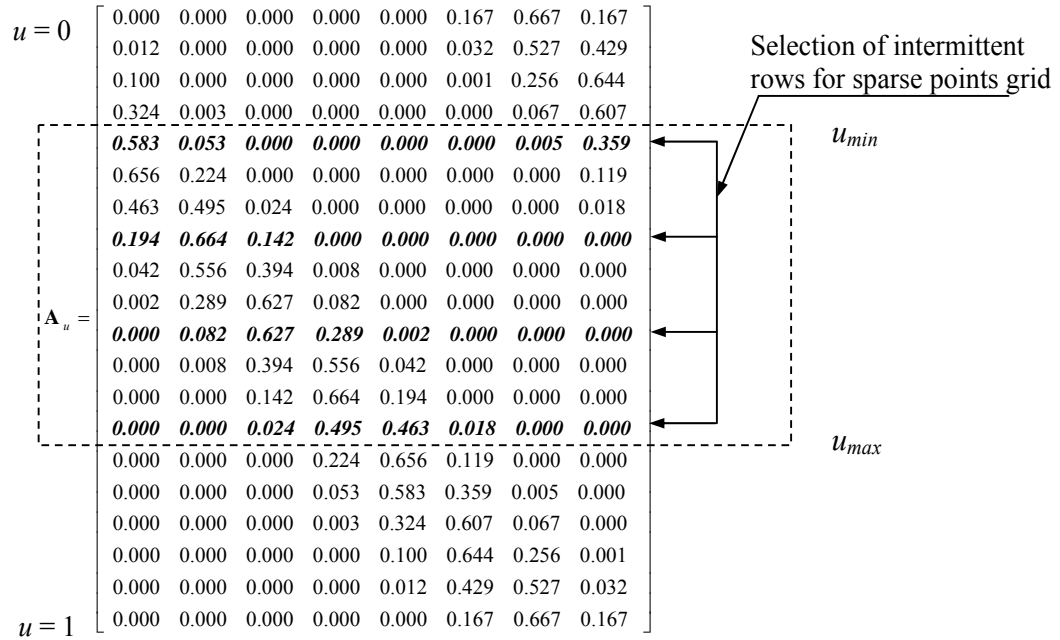 u = 0
0.000 0.000 0.000 0.000 0.000 0.167 0.667 0.167
0.012 0.000 0.000 0.000 0.000 0.032 0.527 0.429
0.100 0.000 0.000 0.000 0.000 0.001 0.256 0.644
0.324 0.003 0.000 0.000 0.000 0.000 0.067 0.607
Selection of intermittent
rows for sparse points grid
0.583 0.053 0.000 0.000 0.000 0.000 0.005 0.359
u_min
0.656 0.224 0.000 0.000 0.000 0.000 0.000 0.119
0.463 0.495 0.024 0.000 0.000 0.000 0.000 0.018
0.194 0.664 0.142 0.000 0.000 0.000 0.000 0.000
0.042 0.556 0.394 0.008 0.000 0.000 0.000 0.000
0.002 0.289 0.627 0.082 0.000 0.000 0.000 0.000
A_u =
0.000 0.082 0.627 0.289 0.002 0.000 0.000 0.000
0.000 0.008 0.394 0.556 0.042 0.000 0.000 0.000
0.000 0.000 0.142 0.664 0.194 0.000 0.000 0.000
0.000 0.000 0.024 0.495 0.463 0.018 0.000 0.000
u_max
0.000 0.000 0.000 0.224 0.656 0.119 0.000 0.000
0.000 0.000 0.000 0.053 0.583 0.359 0.005 0.000
0.000 0.000 0.000 0.003 0.324 0.607 0.067 0.000
0.000 0.000 0.000 0.000 0.100 0.644 0.256 0.001
0.000 0.000 0.000 0.000 0.012 0.429 0.527 0.032
0.000 0.000 0.000 0.000 0.000 0.167 0.667 0.167
u = 1